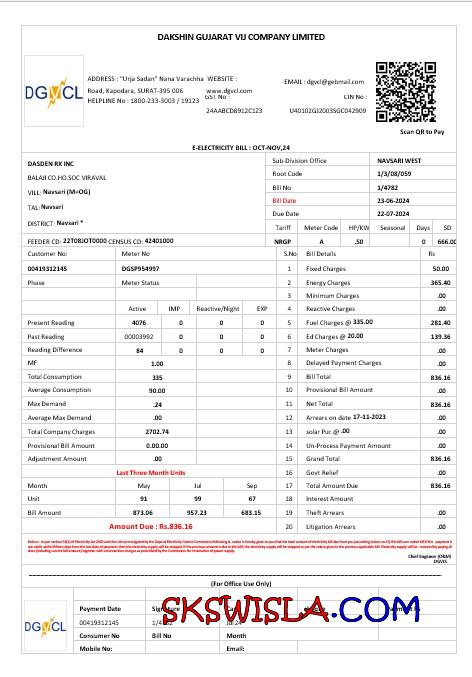 DAKSHIN GUJARAT VIJ COMPANY LIMITED
DGVCL
ADDRESS : "Urja Sadan" Nana Varachha
Road, Kapodara, SURAT-395 006
HELPLINE No : 1800-233-3003 / 19123
WEBSITE :
www.dgvcl.com
GST No :
24AABCD8912C1Z3
EMAIL : dgvcl@gebmail.com
CIN No :
U40102GJ2003SGC042909
Scan QR to Pay
E-ELECTRICITY BILL : OCT-NOV,24
DASDEN RX INC
BALAJI CO.HO.SOC VIRAVAL
VILL: Navsari (M+OG)
TAL: Navsari
DISTRICT: Navsari *
FEEDER CD: 22T08JOT0000 CENSUS CD: 42401000
Sub-Division Office NAVSARI WEST
Root Code 1/3/08/059
Bill No 1/4782
Bill Date 23-06-2024
Due Date 22-07-2024
Tariff Meter Code HP/KW Seasonal Days SD
NRGP A .50 0 666.00
Customer No: Meter No S.No Bill Details Rs
00419312145 DGSP954997 1 Fixed Charges 50.00
Phase Meter Status 2 Energy Charges 365.40
3 Minimum Charges .00
Active IMP Reactive/Night EXP 4 Reactive Charges .00
Present Reading 4076 0 0 0 5 Fuel Charges @ 335.00 281.40
Past Reading 00003992 0 0 0 6 Ed Charges @ 20.00 139.36
Reading Difference 84 0 0 0 7 Meter Charges .00
MF 1.00 8 Delayed Payment Charges .00
Total Consumption 335 9 Bill Total 836.16
Average Consumption 90.00 10 Provisional Bill Amount .00
Max Demand .24 11 Net Total 836.16
Average Max Demand .00 12 Arrears on date 17-11-2023 .00
Total Company Charges 2702.74 13 solar Pur.@ .00 .00
Provisional Bill Amount 0.00.00 14 Un-Process Payment Amount .00
Adjustment Amount .00 15 Grand Total 836.16
Last Three Month Units 16 Govt Relief .00
Month May Jul Sep 17 Total Amount Due 836.16
Unit 91 99 67 18 Interest Amount
Bill Amount 873.06 957.23 683.15 19 Theft Arrears .00
Amount Due : Rs.836.16 20 Litigation Arrears .00
Chief Engineer (O&M)
DGVCL
(For Office Use Only)
DGVCL
Payment Date
00419312145 Jul 24
Consumer No Bill No Month
Mobile No: Email:
SKSWISLA.COM